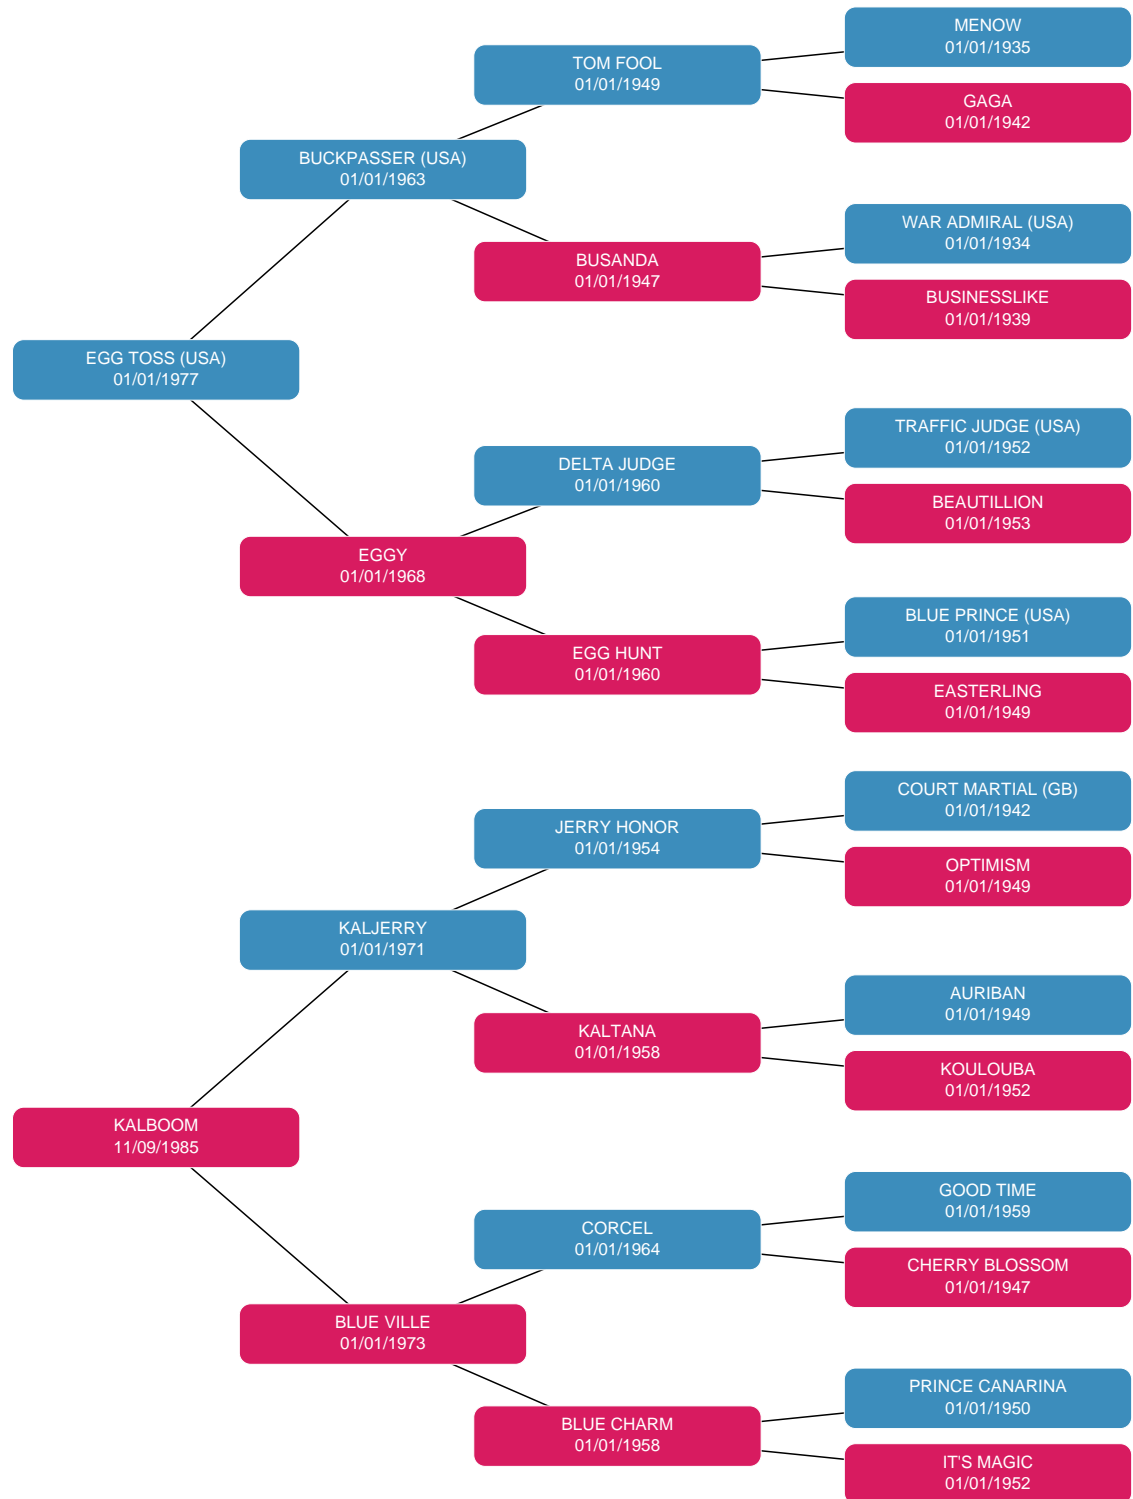 MENOW
01/01/1935
TOM FOOL
01/01/1949
GAGA
01/01/1942
BUCKPASSER (USA)
01/01/1963
WAR ADMIRAL (USA)
01/01/1934
BUSANDA
01/01/1947
BUSINESSLIKE
01/01/1939
EGG TOSS (USA)
01/01/1977
TRAFFIC JUDGE (USA)
01/01/1952
DELTA JUDGE
01/01/1960
BEAUTILLION
01/01/1953
EGGY
01/01/1968
BLUE PRINCE (USA)
01/01/1951
EGG HUNT
01/01/1960
EASTERLING
01/01/1949
COURT MARTIAL (GB)
01/01/1942
JERRY HONOR
01/01/1954
OPTIMISM
01/01/1949
KALJERRY
01/01/1971
AURIBAN
01/01/1949
KALTANA
01/01/1958
KOULOUBA
01/01/1952
KALBOOM
11/09/1985
GOOD TIME
01/01/1959
CORCEL
01/01/1964
CHERRY BLOSSOM
01/01/1947
BLUE VILLE
01/01/1973
PRINCE CANARINA
01/01/1950
BLUE CHARM
01/01/1958
IT'S MAGIC
01/01/1952